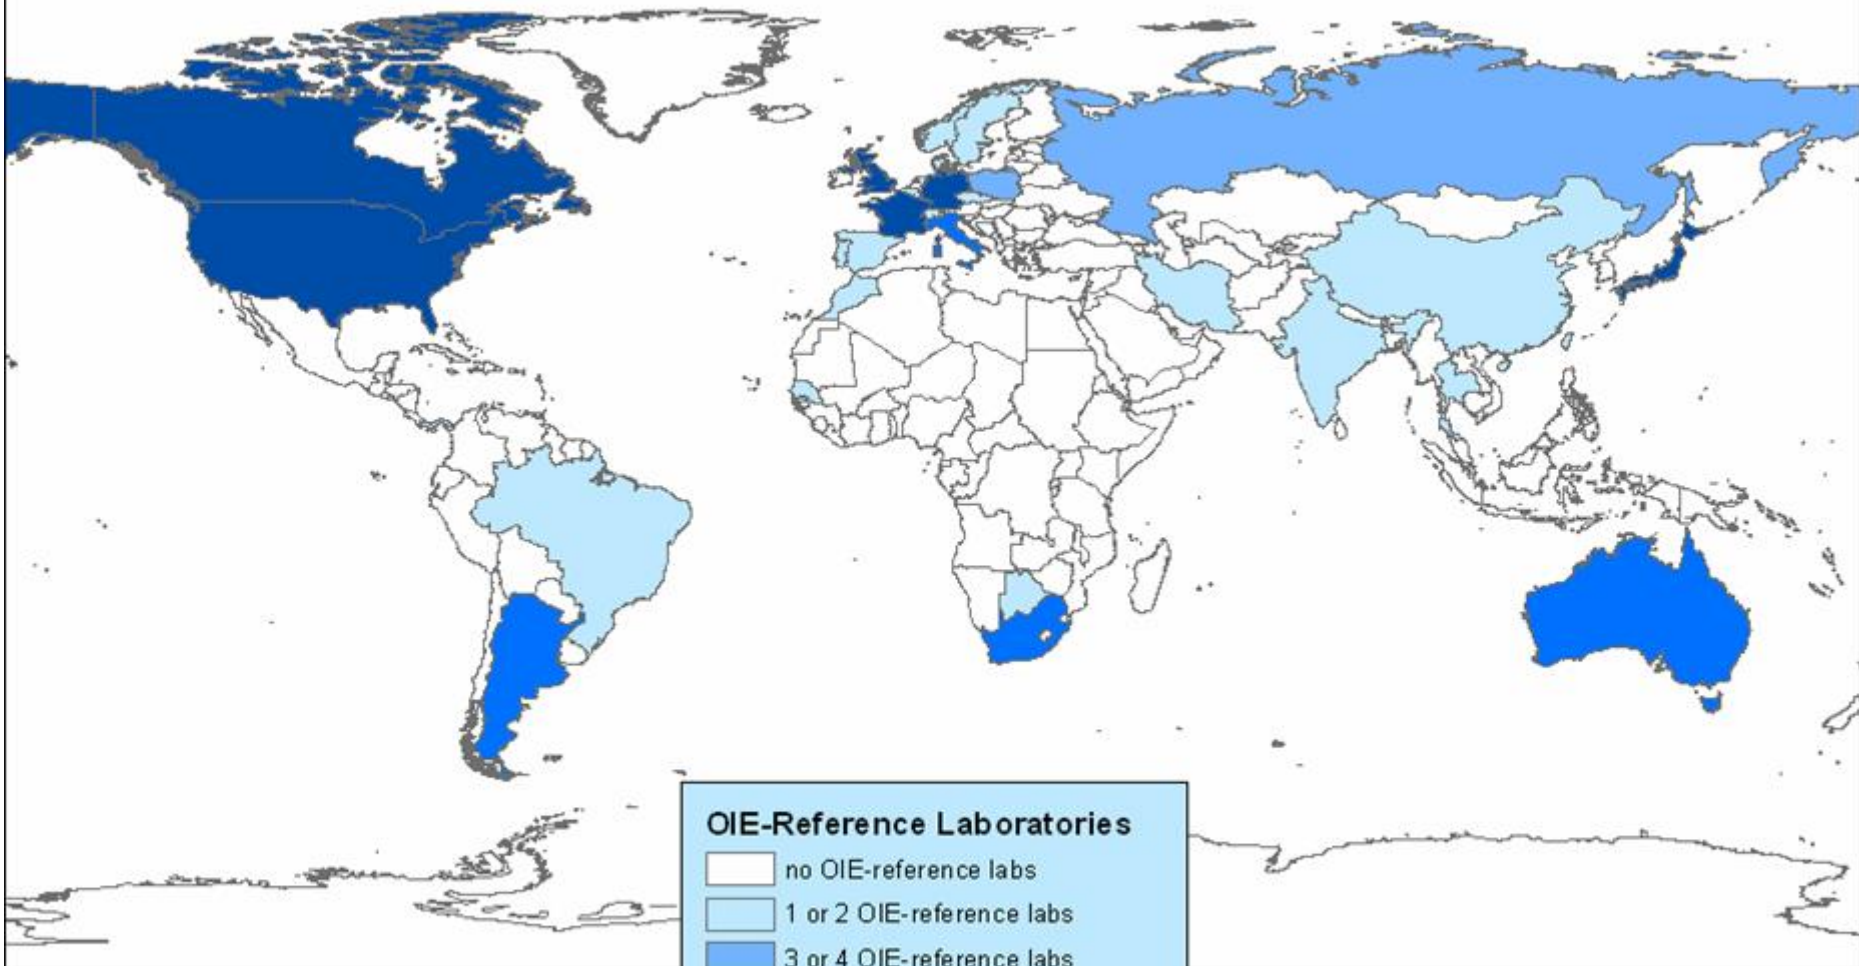 OIE-Reference Laboratories
no OIE-reference labs
1 or 2 OIE-reference labs
3 or 4 OIE-reference labs